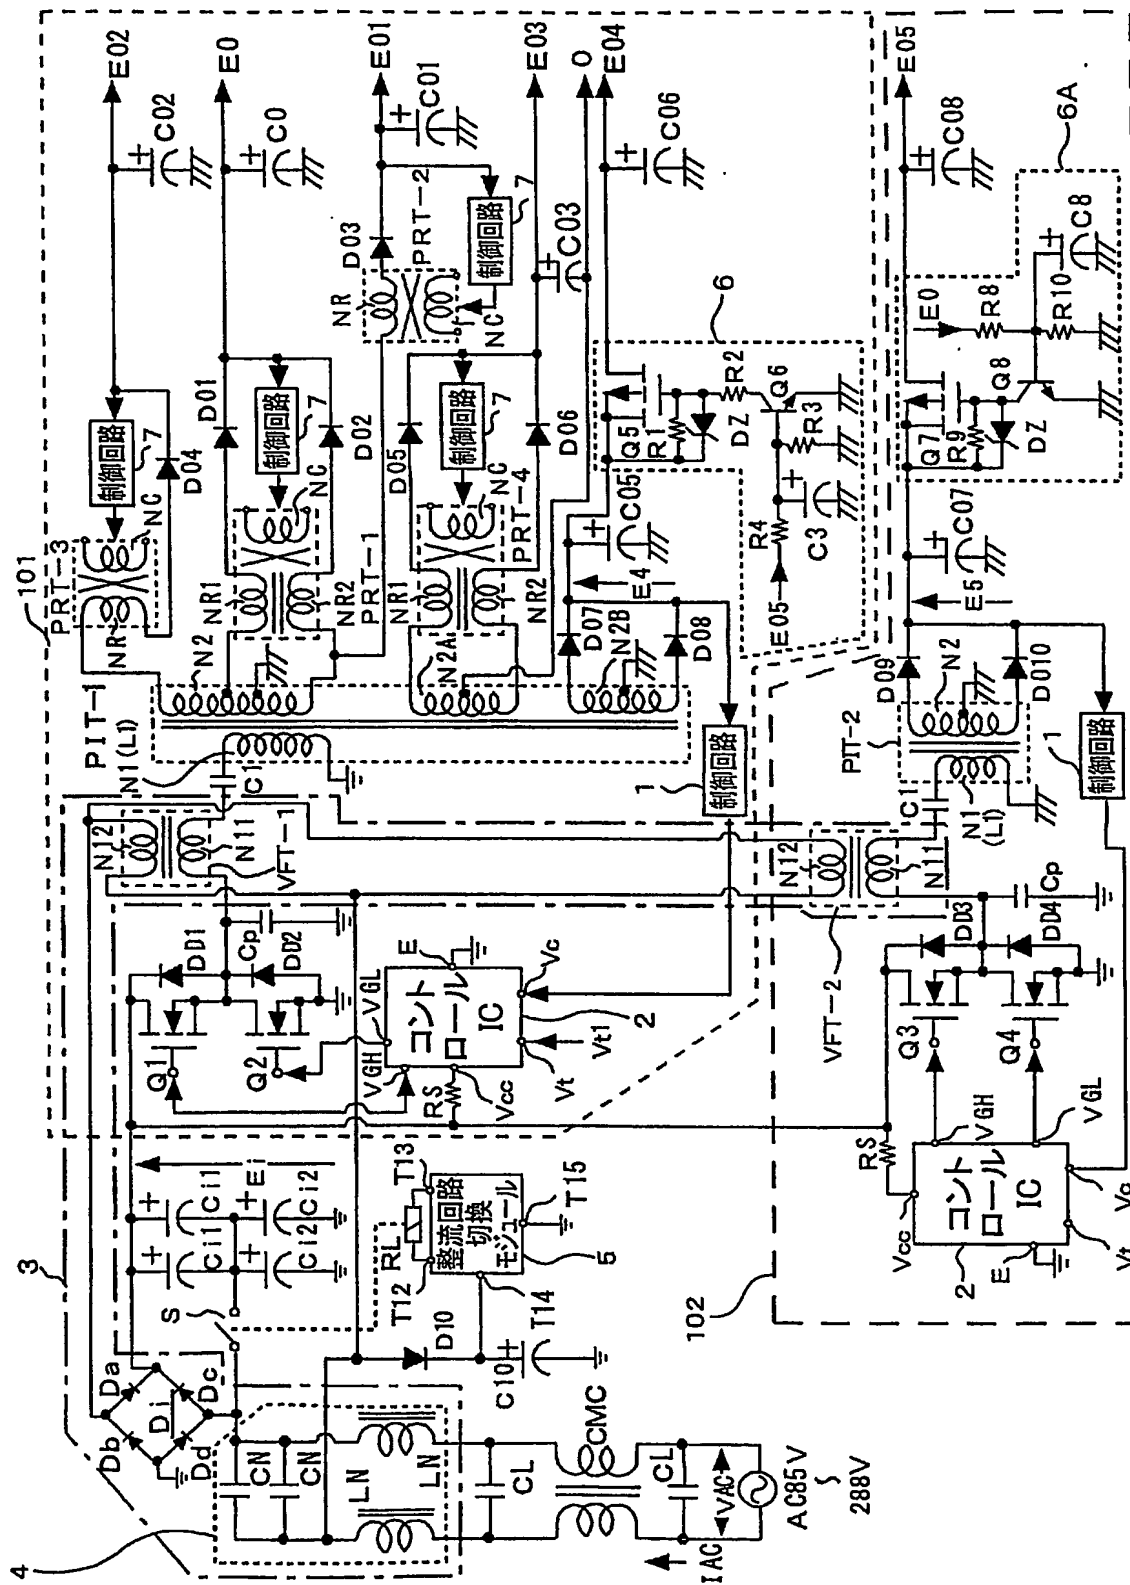 101
PRT-3
NR
NC
制御回路
7
D04
E02
C02
+
N2
NR1
NR2
PRT-1
NC
制御回路
7
D01
D02
E0
C0
+
NR
NC
PRT-2
制御回路
7
D03
E01
C01
+
N2A
NR1
NR2
PRT-4
NC
制御回路
7
D05
D06
E03
C03
+
O
E04
C06
+
PIT-1
N1(L1)
C1
N2B
D07
D08
E4
C05
+
制御回路
1
6
Q5
R1
DZ
R2
Q6
R3
R4
C3
+
E05
3
N12
N11
VFT-1
DD1
Cp
DD2
Q1
Q2
VGH
VGL
コント
ロール
IC
E
Vc
2
Vt
Vt1
Vcc
RS
Ei
+
Ci1
+
Ci1
+
Ci2
+
Ci2
S
Da
Db
Dc
Dd
Di
4
CN
CN
LN
LN
CL
CMC
CL
VAC
IAC
AC85V
〜
288V
D10
C10
+
T14
T12
T13
RL
整流回路
切換
モジュール
T15
5
102
N12
N11
VFT-2
DD3
DD4
Cp
Q3
Q4
RS
Vcc
VGH
VGL
コント
ロール
IC
2
E
Vt
Vc
C1
N1
(L1)
PIT-2
N2
D09
D010
制御回路
1
E5
C07
+
Q7
R9
DZ
Q8
E0
R8
R10
C8
+
6A
C08
+
E05